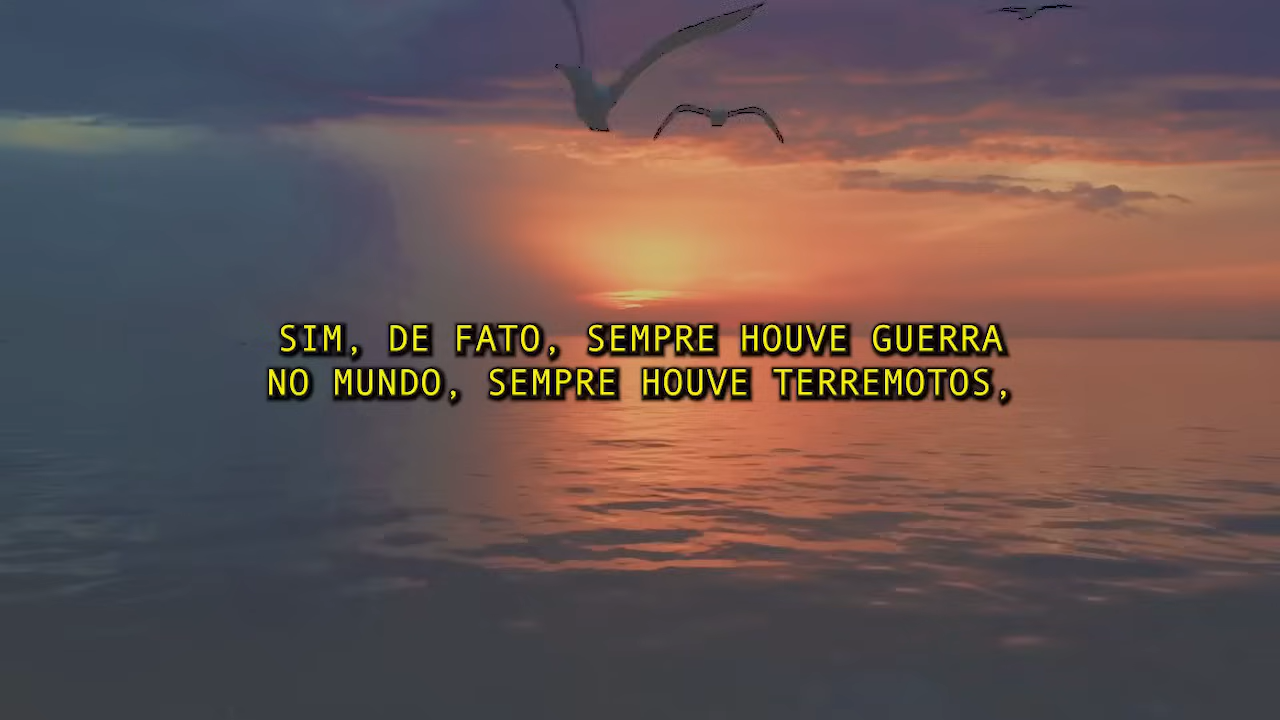 SIM, DE FATO, SEMPRE HOUVE GUERRA
NO MUNDO, SEMPRE HOUVE TERREMOTOS,